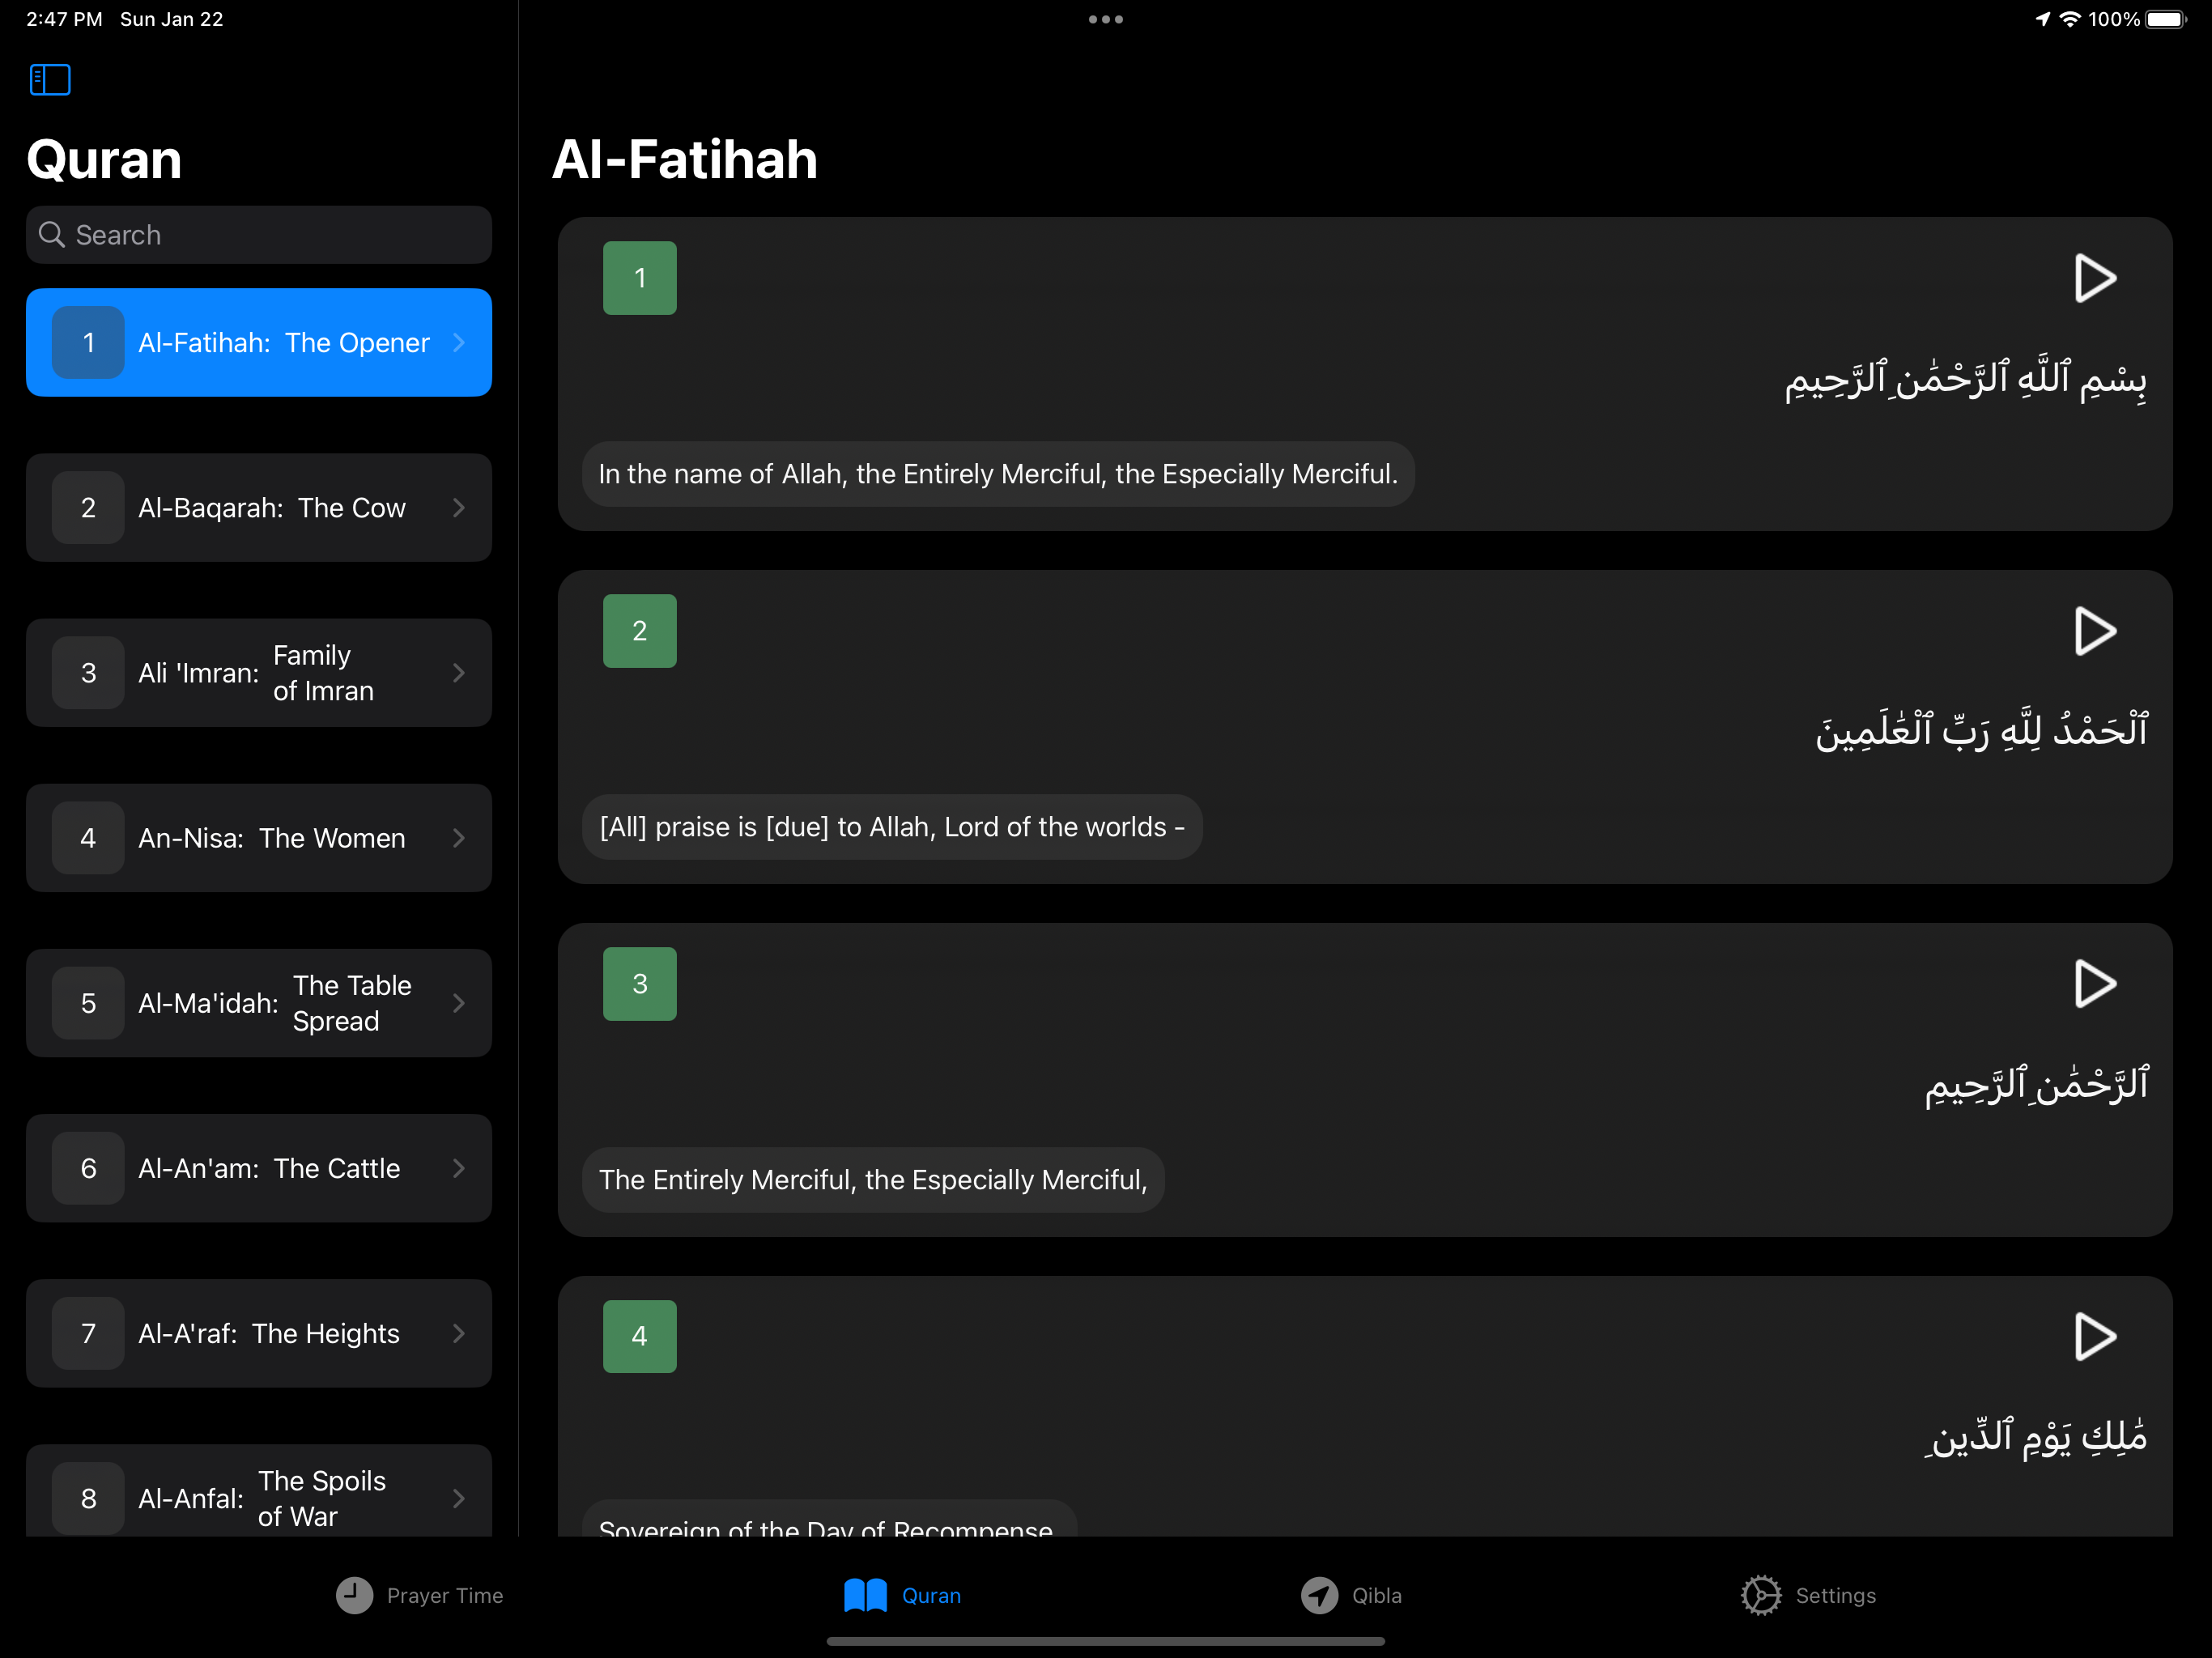 2:47 PM Sun Jan 22
100%
Quran
Search
1 Al-Fatihah: The Opener
2 Al-Baqarah: The Cow
3 Ali 'Imran: Family
of Imran
4 An-Nisa: The Women
5 Al-Ma'idah: The Table
Spread
6 Al-An'am: The Cattle
7 Al-A'raf: The Heights
8 Al-Anfal: The Spoils
of War
Al-Fatihah
1
بِسْمِ ٱللَّهِ ٱلرَّحْمَٰنِ ٱلرَّحِيمِ
In the name of Allah, the Entirely Merciful, the Especially Merciful.
2
ٱلْحَمْدُ لِلَّهِ رَبِّ ٱلْعَٰلَمِينَ
[All] praise is [due] to Allah, Lord of the worlds -
3
ٱلرَّحْمَٰنِ ٱلرَّحِيمِ
The Entirely Merciful, the Especially Merciful,
4
مَٰلِكِ يَوْمِ ٱلدِّينِ
Sovereign of the Day of Recompense
Prayer Time
Quran
Qibla
Settings